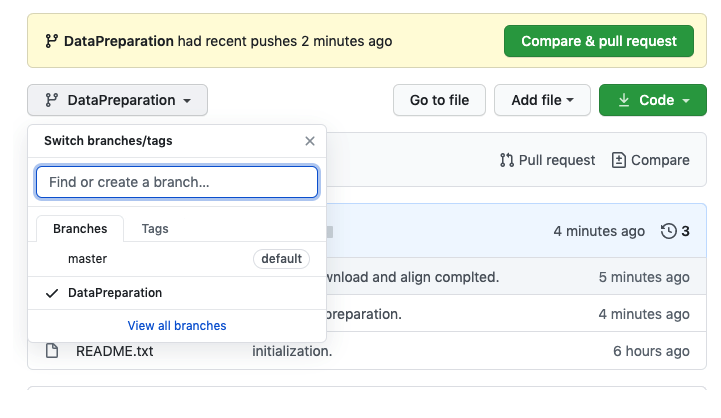 DataPreparation had recent pushes 2 minutes ago
Compare & pull request
DataPreparation
Go to file
Add file
Code
Switch branches/tags
Find or create a branch...
Pull request
Compare
Branches
Tags
4 minutes ago
3
master
default
and align complted.
5 minutes ago
DataPreparation
4 minutes ago
View all branches
README.txt
initialization.
6 hours ago